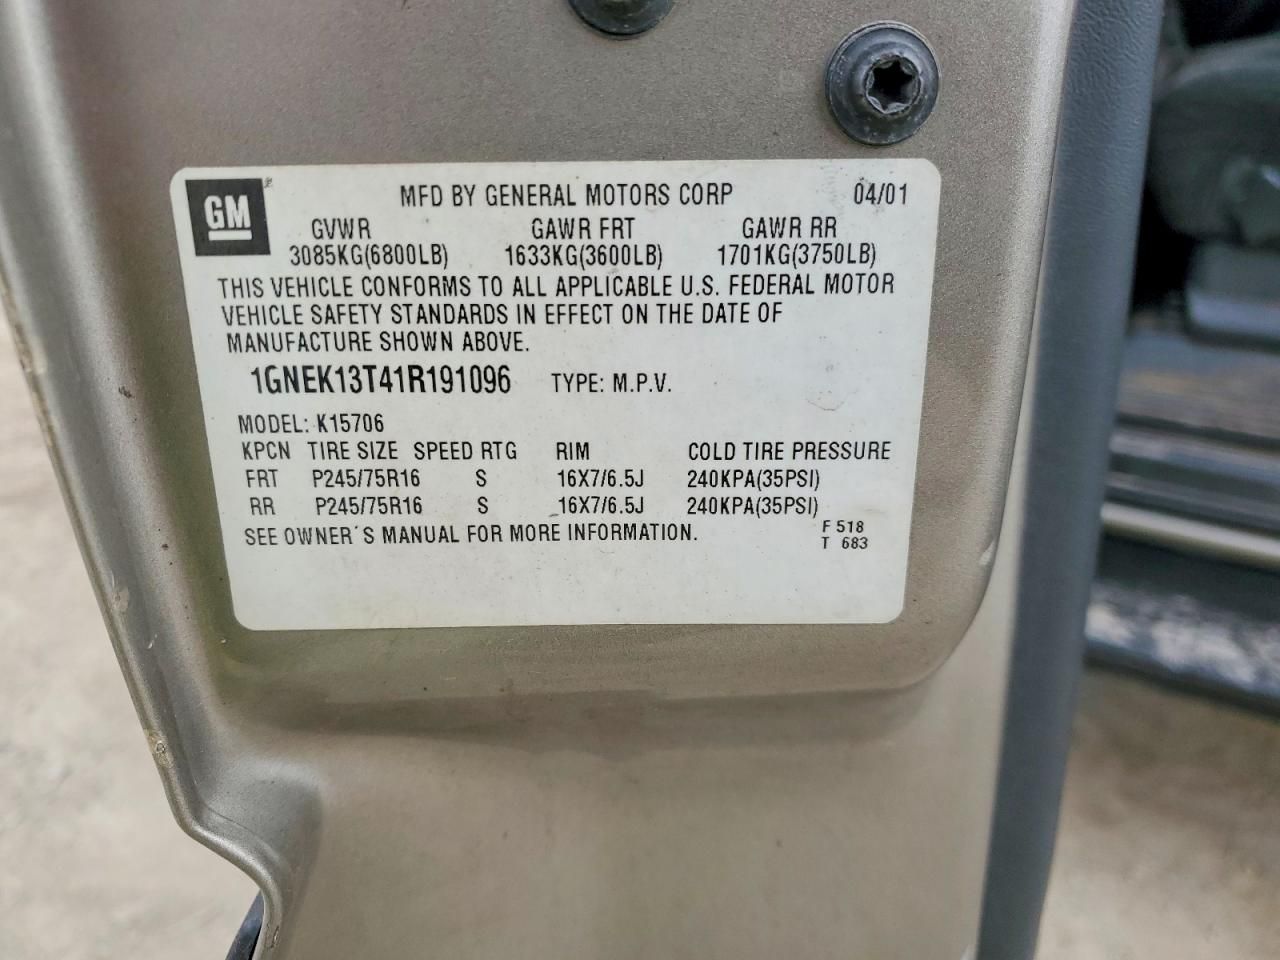 GM MFD BY GENERAL MOTORS CORP 04/01
GVWR GAWR FRT GAWR RR
3085KG(6800LB) 1633KG(3600LB) 1701KG(3750LB)
THIS VEHICLE CONFORMS TO ALL APPLICABLE U.S. FEDERAL MOTOR
VEHICLE SAFETY STANDARDS IN EFFECT ON THE DATE OF
MANUFACTURE SHOWN ABOVE.
1GNEK13T41R191096 TYPE: M.P.V.
MODEL: K15706
KPCN TIRE SIZE SPEED RTG RIM COLD TIRE PRESSURE
FRT P245/75R16 S 16X7/6.5J 240KPA(35PSI)
RR P245/75R16 S 16X7/6.5J 240KPA(35PSI)
SEE OWNER´S MANUAL FOR MORE INFORMATION.
F 518
T 683